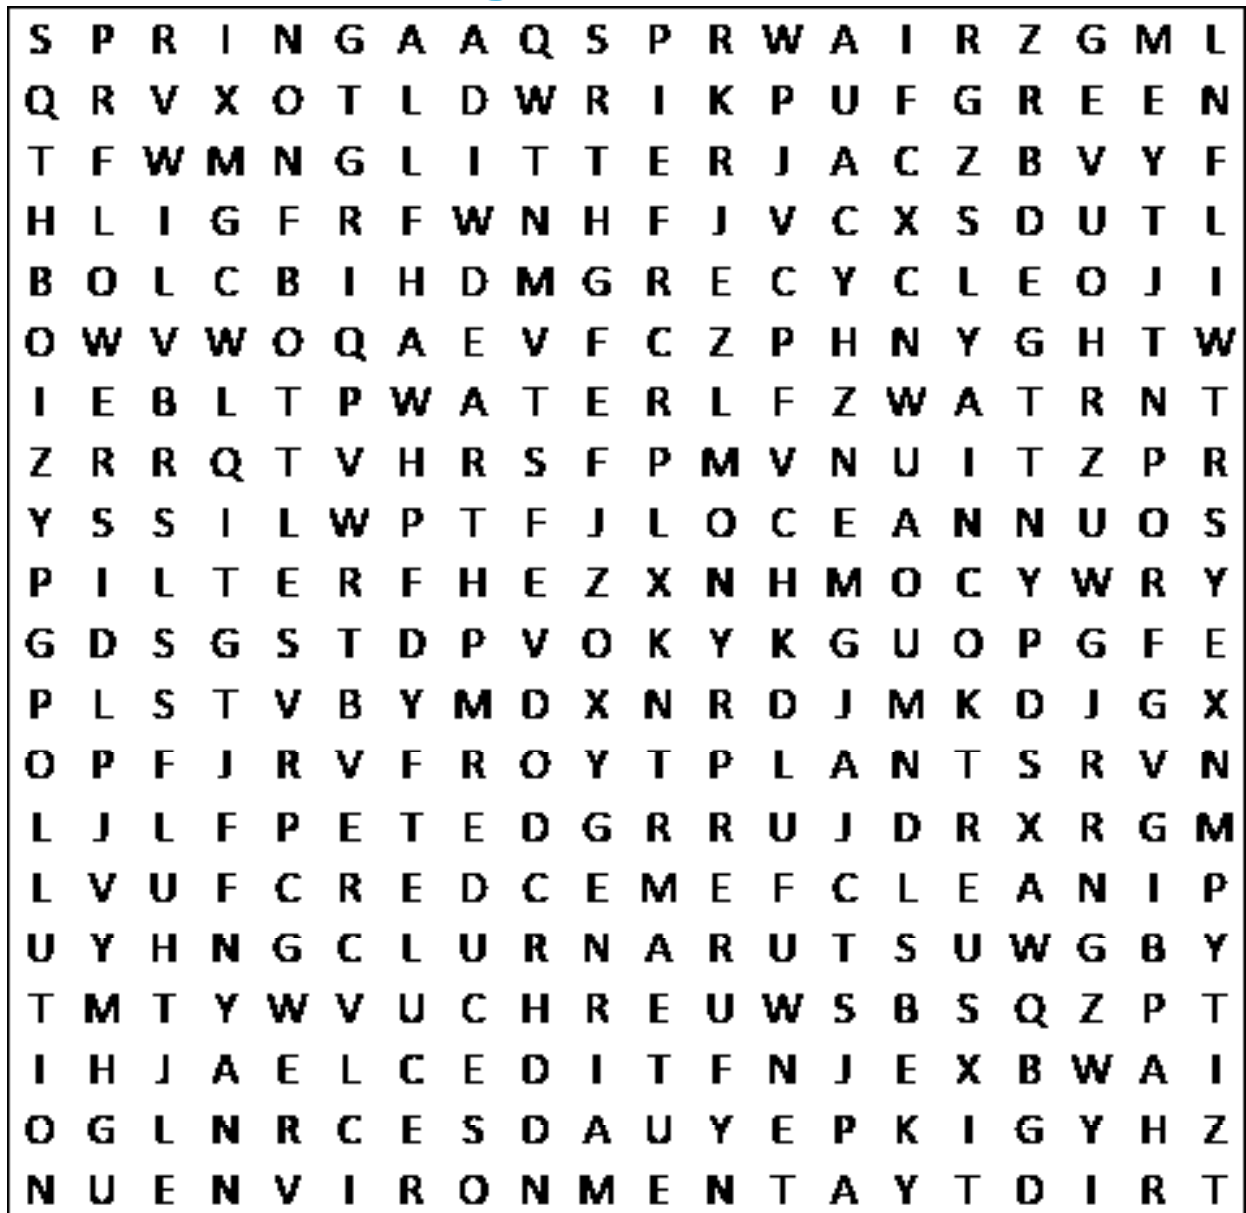 S P R I N G A A Q S P R W A I R Z G M L
Q R V X O T L D W R I K P U F G R E E N
T F W M N G L I T T E R J A C Z B V Y F
H L I G F R F W N H F J V C X S D U T L
B O L C B I H D M G R E C Y C L E O J I
O W V W O Q A E V F C Z P H N Y G H T W
I E B L T P W A T E R L F Z W A T R N T
Z R R Q T V H R S F P M V N U I T Z P R
Y S S I L W P T F J L O C E A N N U O S
P I L T E R F H E Z X N H M O C Y W R Y
G D S G S T D P V O K Y K G U O P G F E
P L S T V B Y M D X N R D J M K D J G X
O P F J R V F R O Y T P L A N T S R V N
L J L F P E T E D G R R U J D R X R G M
L V U F C R E D C E M E F C L E A N I P
U Y H N G C L U R N A R U T S U W G B Y
T M T Y W V U C H R E U W S B S Q Z P T
I H J A E L C E D I T F N J E X B W A I
O G L N R C E S D A U Y E P K I G Y H Z
N U E N V I R O N M E N T A Y T D I R T